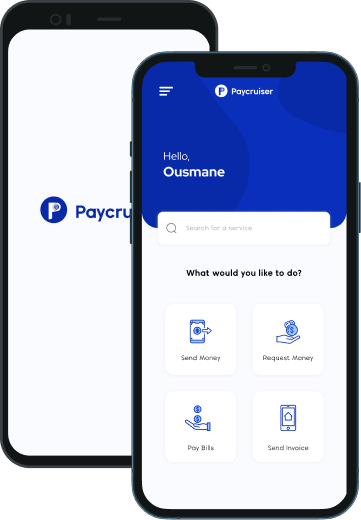 Paycru
Paycruiser
Hello,
Ousmane
Search for a service
What would you like to do?
Send Money
Request Money
Pay Bills
Send Invoice